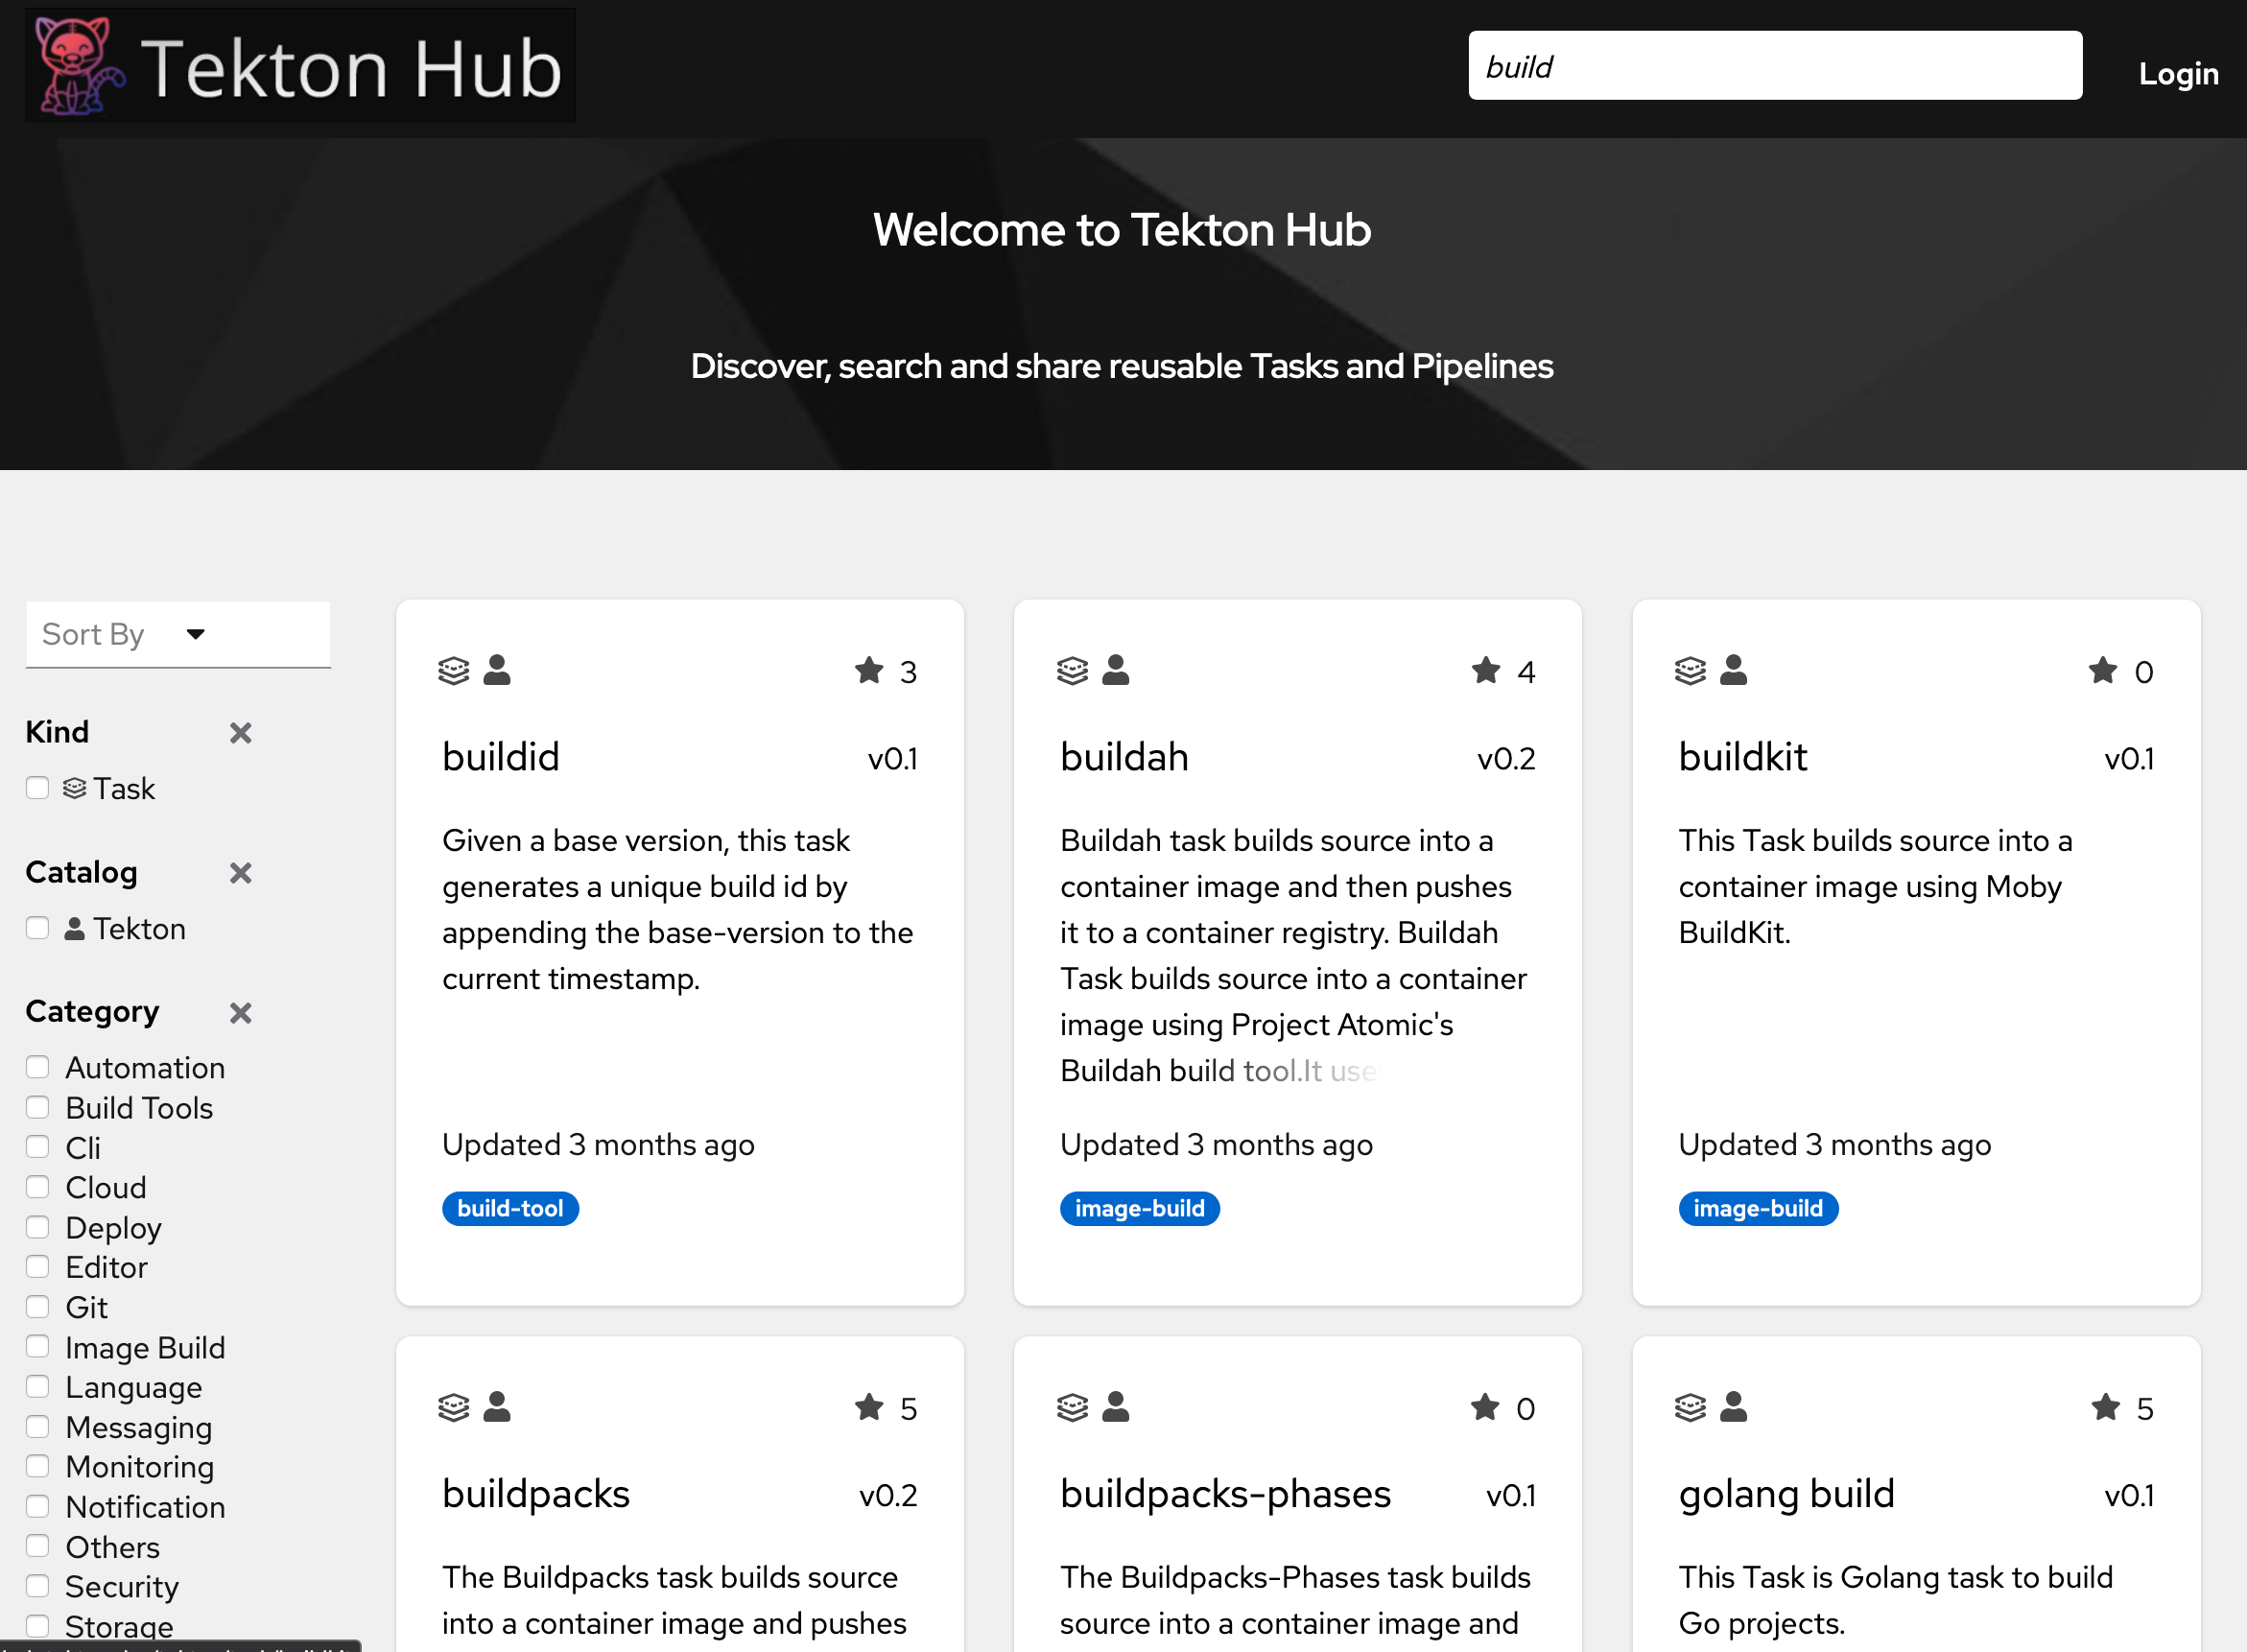 Tekton Hub
build
Login
Welcome to Tekton Hub
Discover, search and share reusable Tasks and Pipelines
Sort By
Kind
Task
Catalog
Tekton
Category
Automation
Build Tools
Cli
Cloud
Deploy
Editor
Git
Image Build
Language
Messaging
Monitoring
Notification
Others
Security
Storage
3
buildid v0.1
Given a base version, this task
generates a unique build id by
appending the base-version to the
current timestamp.
Updated 3 months ago
build-tool
4
buildah v0.2
Buildah task builds source into a
container image and then pushes
it to a container registry. Buildah
Task builds source into a container
image using Project Atomic's
Buildah build tool.It uses
Updated 3 months ago
image-build
0
buildkit v0.1
This Task builds source into a
container image using Moby
BuildKit.
Updated 3 months ago
image-build
5
buildpacks v0.2
The Buildpacks task builds source
into a container image and pushes
0
buildpacks-phases v0.1
The Buildpacks-Phases task builds
source into a container image and
5
golang build v0.1
This Task is Golang task to build
Go projects.